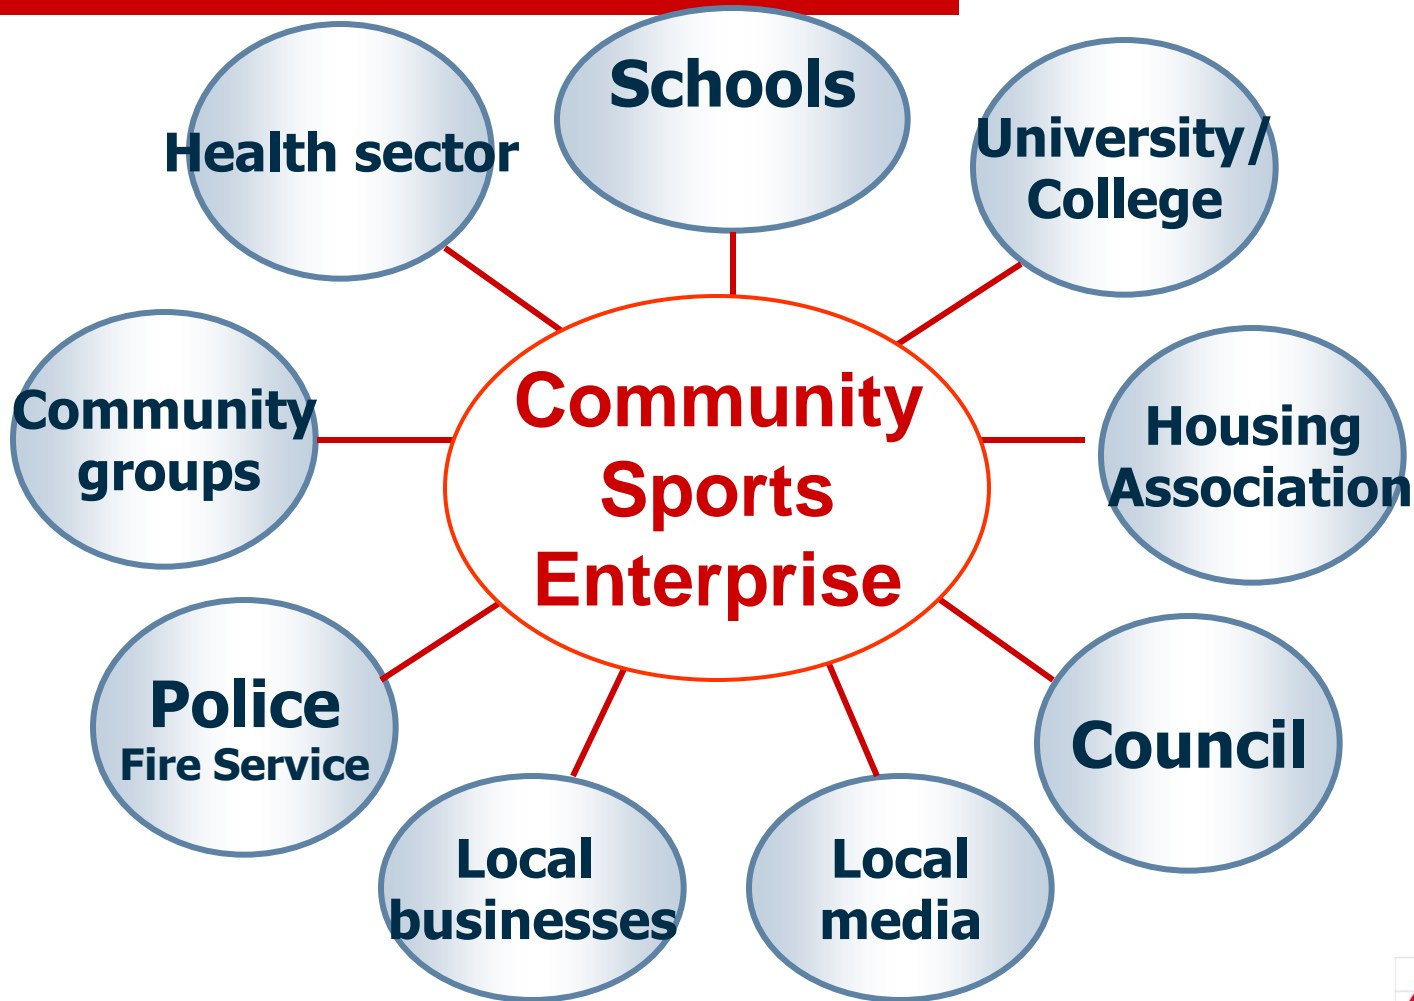 Schools
Health sector
University/
College
Community
groups
Community
Sports
Enterprise
Housing
Association
Police
Fire Service
Council
Local
businesses
Local
media